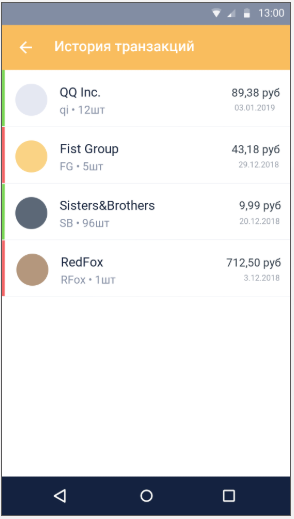 13:00
История транзакций
QQ Inc.
89,38 руб
qi • 12шт
03.01.2019
Fist Group
43,18 руб
FG • 5шт
29.12.2018
Sisters&Brothers
9,99 руб
SB • 96шт
20.12.2018
RedFox
712,50 руб
RFox • 1шт
3.12.2018